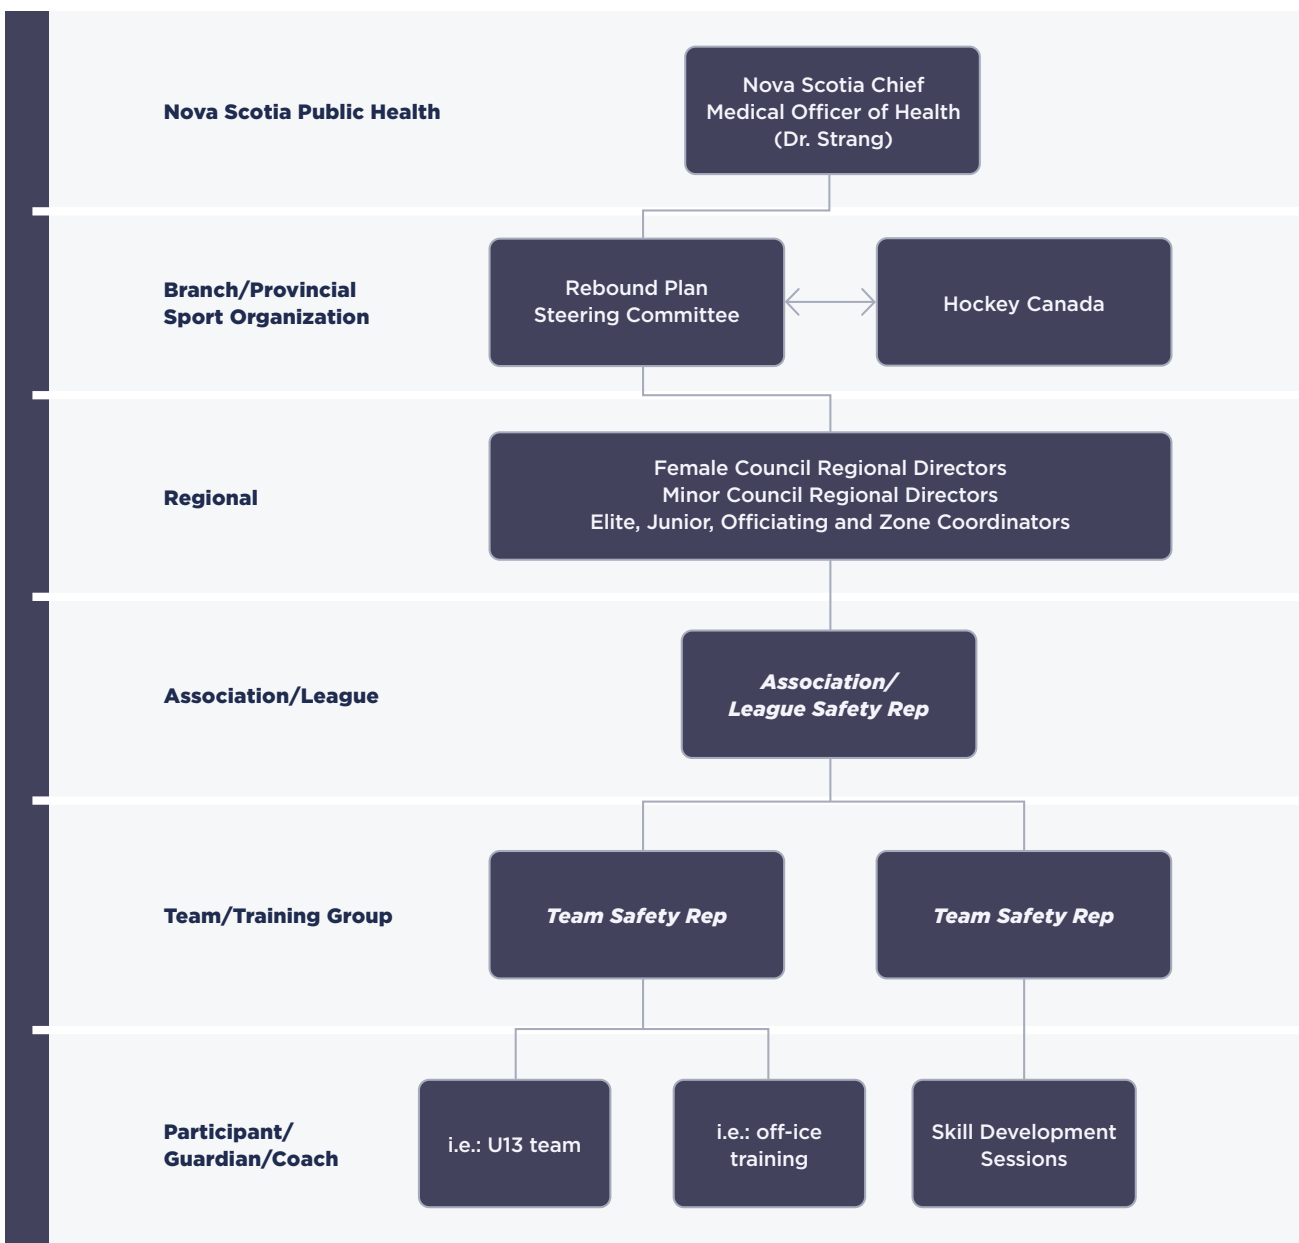 Nova Scotia Public Health
Nova Scotia Chief
Medical Officer of Health
(Dr. Strang)
Branch/Provincial
Sport Organization
Rebound Plan
Steering Committee
Hockey Canada
Regional
Female Council Regional Directors
Minor Council Regional Directors
Elite, Junior, Officiating and Zone Coordinators
Association/League
Association/
League Safety Rep
Team/Training Group
Team Safety Rep
Team Safety Rep
Participant/
Guardian/Coach
i.e.: U13 team
i.e.: off-ice
training
Skill Development
Sessions